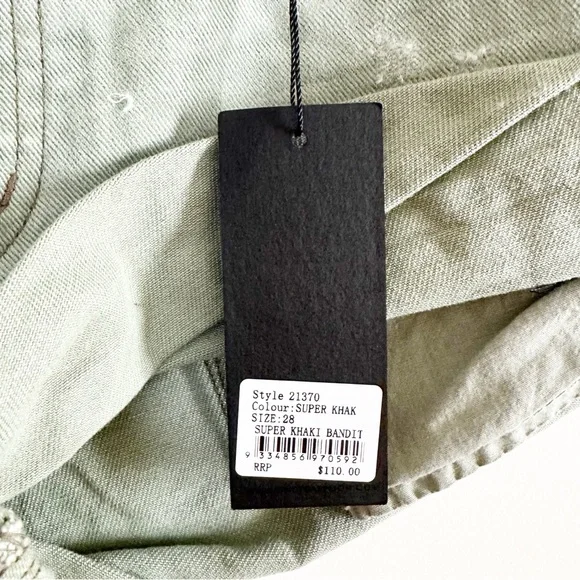 Style 21370
Colour:SUPER KHAK
SIZE:28
SUPER KHAKI BANDIT
9 334856 970592
RRP $110.00